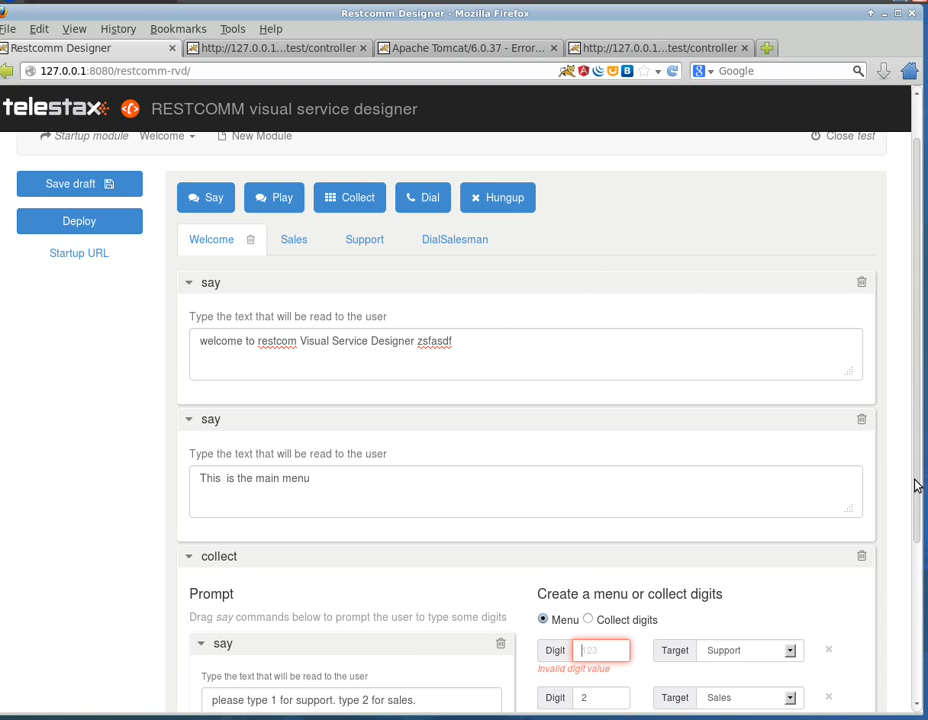 Restcomm Designer - Mozilla Firefox
File Edit View History Bookmarks Tools Help
Restcomm Designer http://127.0.0.1...test/controller Apache Tomcat/6.0.37 - Error... http://127.0.0.1...test/controller
127.0.0.1:8080/restcomm-rvd/ Google
telestax RESTCOMM visual service designer
Startup module Welcome New Module Close test
Save draft
Deploy
Startup URL
Say Play Collect Dial Hungup
Welcome Sales Support DialSalesman
say
Type the text that will be read to the user
welcome to restcom Visual Service Designer zsfasdf
say
Type the text that will be read to the user
This  is the main menu
collect
Prompt
Drag say commands below to prompt the user to type some digits
say
Type the text that will be read to the user
please type 1 for support. type 2 for sales.
Create a menu or collect digits
Menu Collect digits
Digit 123 Target Support
Invalid digit value
Digit 2 Target Sales